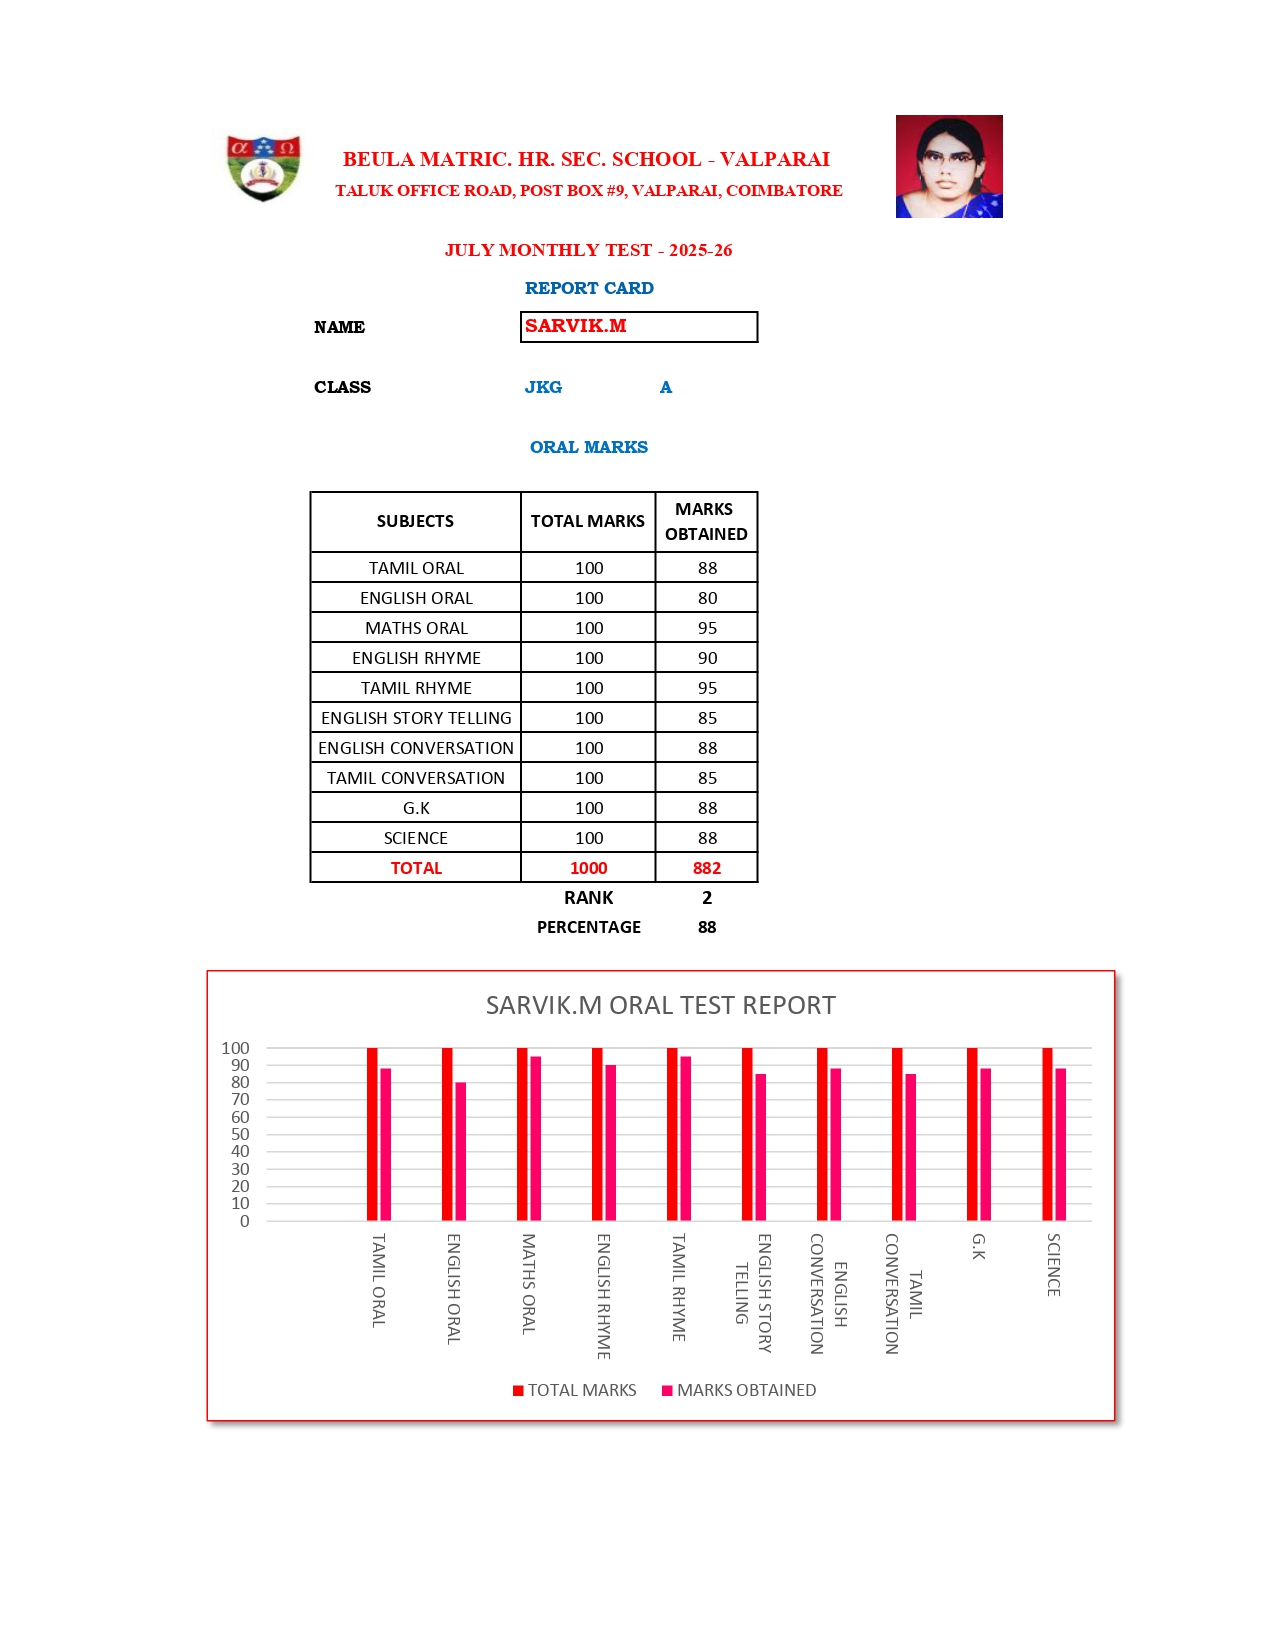 α Ω
BEULA MATRIC. HR. SEC. SCHOOL - VALPARAI
TALUK OFFICE ROAD, POST BOX #9, VALPARAI, COIMBATORE
JULY MONTHLY TEST - 2025-26
REPORT CARD
NAME SARVIK.M
CLASS JKG A
ORAL MARKS
SUBJECTS TOTAL MARKS MARKS OBTAINED
TAMIL ORAL 100 88
ENGLISH ORAL 100 80
MATHS ORAL 100 95
ENGLISH RHYME 100 90
TAMIL RHYME 100 95
ENGLISH STORY TELLING 100 85
ENGLISH CONVERSATION 100 88
TAMIL CONVERSATION 100 85
G.K 100 88
SCIENCE 100 88
TOTAL 1000 882
RANK 2
PERCENTAGE 88
SARVIK.M ORAL TEST REPORT
100
90
80
70
60
50
40
30
20
10
0
TAMIL ORAL
ENGLISH ORAL
MATHS ORAL
ENGLISH RHYME
TAMIL RHYME
ENGLISH STORY
TELLING
ENGLISH
CONVERSATION
TAMIL
CONVERSATION
G.K
SCIENCE
TOTAL MARKS MARKS OBTAINED